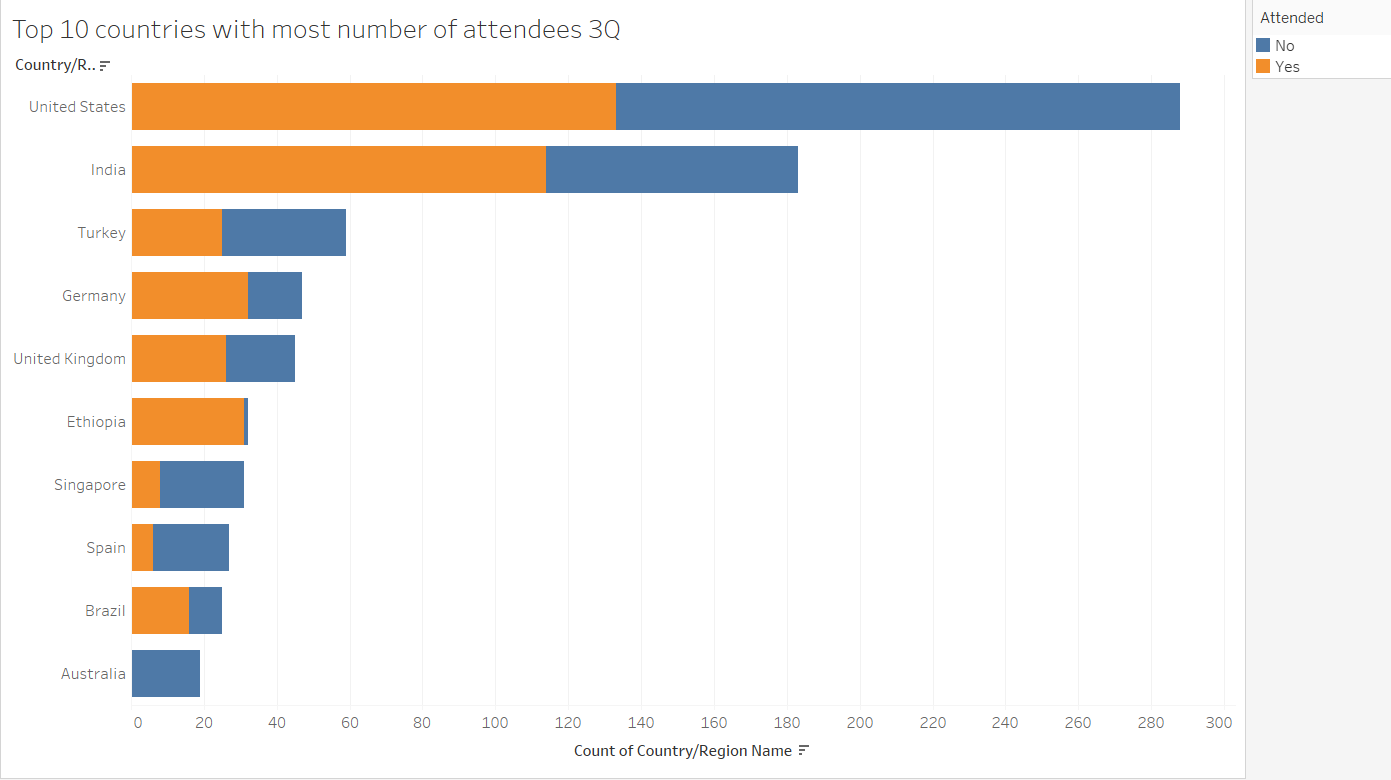 Top 10 countries with most number of attendees 3Q
Attended
No
Yes
Country/R..
United States
India
Turkey
Germany
United Kingdom
Ethiopia
Singapore
Spain
Brazil
Australia
0 20 40 60 80 100 120 140 160 180 200 220 240 260 280 300
Count of Country/Region Name